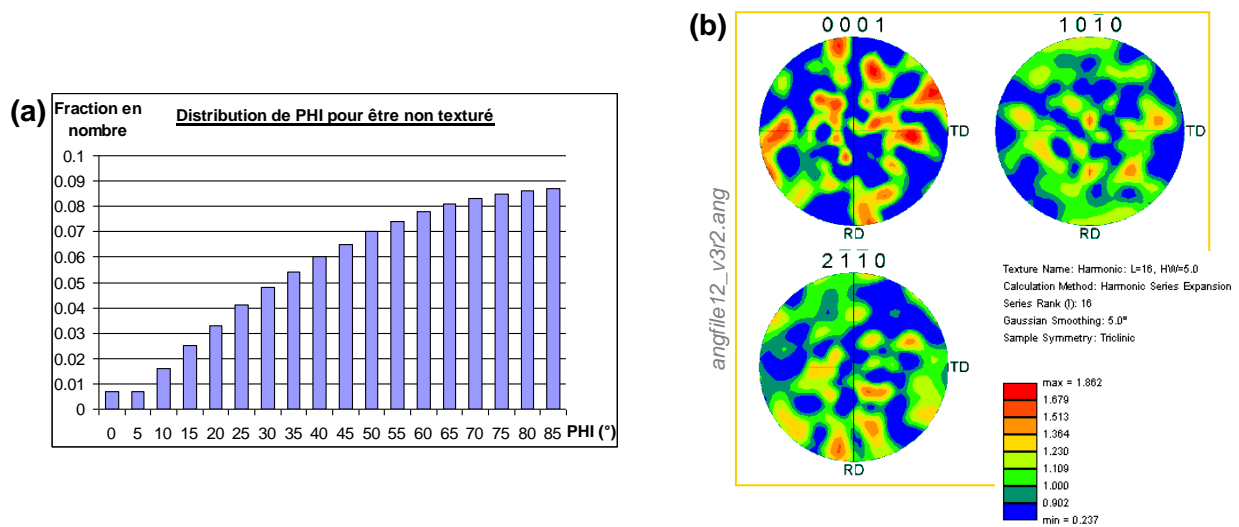 (a)
Fraction en
nombre
Distribution de PHI pour être non texturé
0.1
0.09
0.08
0.07
0.06
0.05
0.04
0.03
0.02
0.01
0
0 5 10 15 20 25 30 35 40 45 50 55 60 65 70 75 80 85 PHI (°)
(b)
0 0 0 1
1 0 1̅ 0
TD
TD
RD
RD
angfile12_v3r2.ang
2 1̅ 1̅ 0
TD
RD
Texture Name: Harmonic: L=16, HW=5.0
Calculation Method: Harmonic Series Expansion
Series Rank (l): 16
Gaussian Smoothing: 5.0°
Sample Symmetry: Triclinic
max = 1.862
1.679
1.513
1.364
1.230
1.109
1.000
0.902
min = 0.237